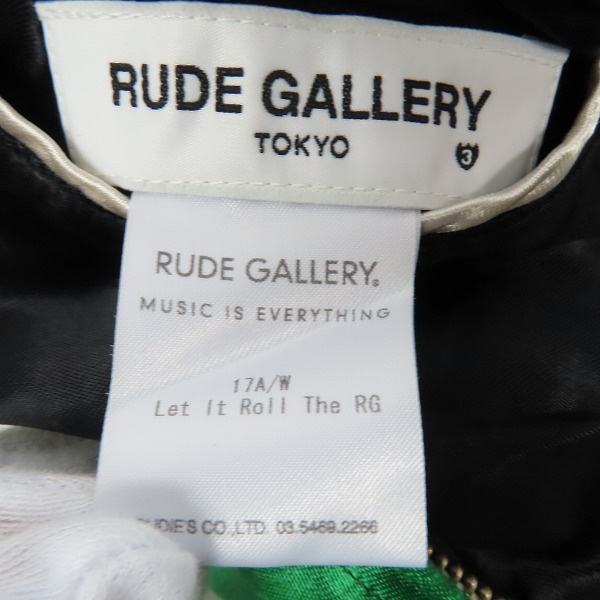 RUDE GALLERY
TOKYO
3
RUDE GALLERY®
MUSIC IS EVERYTHING
17A/W
Let It Roll The RG
CO.,LTD. 03.5469.2266